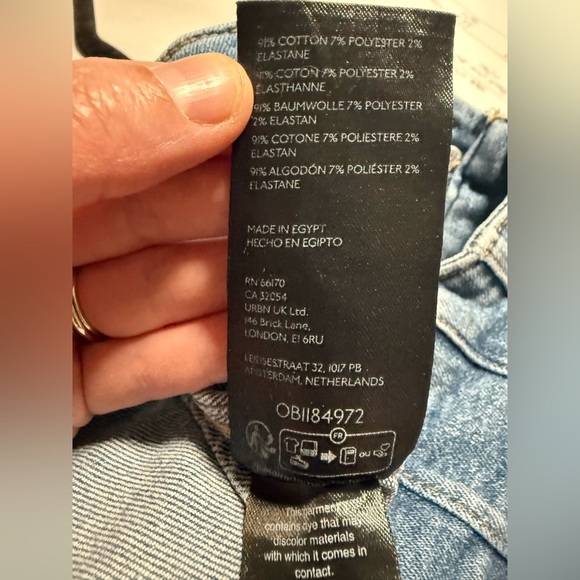 91% COTTON 7% POLYESTER 2%
ELASTANE
91% COTON 7% POLYESTER 2%
ELASTHANNE
91% BAUMWOLLE 7% POLYESTER
2% ELASTAN
91% COTONE 7% POLIESTERE 2%
ELASTAN
91% ALGODÓN 7% POLIÉSTER 2%
ELASTANE
MADE IN EGYPT
HECHO EN EGIPTO
RN 66170
CA 32054
URBN UK Ltd.
146 Brick Lane,
LONDON, E1 6RU
LEIDSESTRAAT 32, 1017 PB
AMSTERDAM, NETHERLANDS
OB1184972
FR
OU
This garment
contains dye that may
discolor materials
with which it comes in
contact.